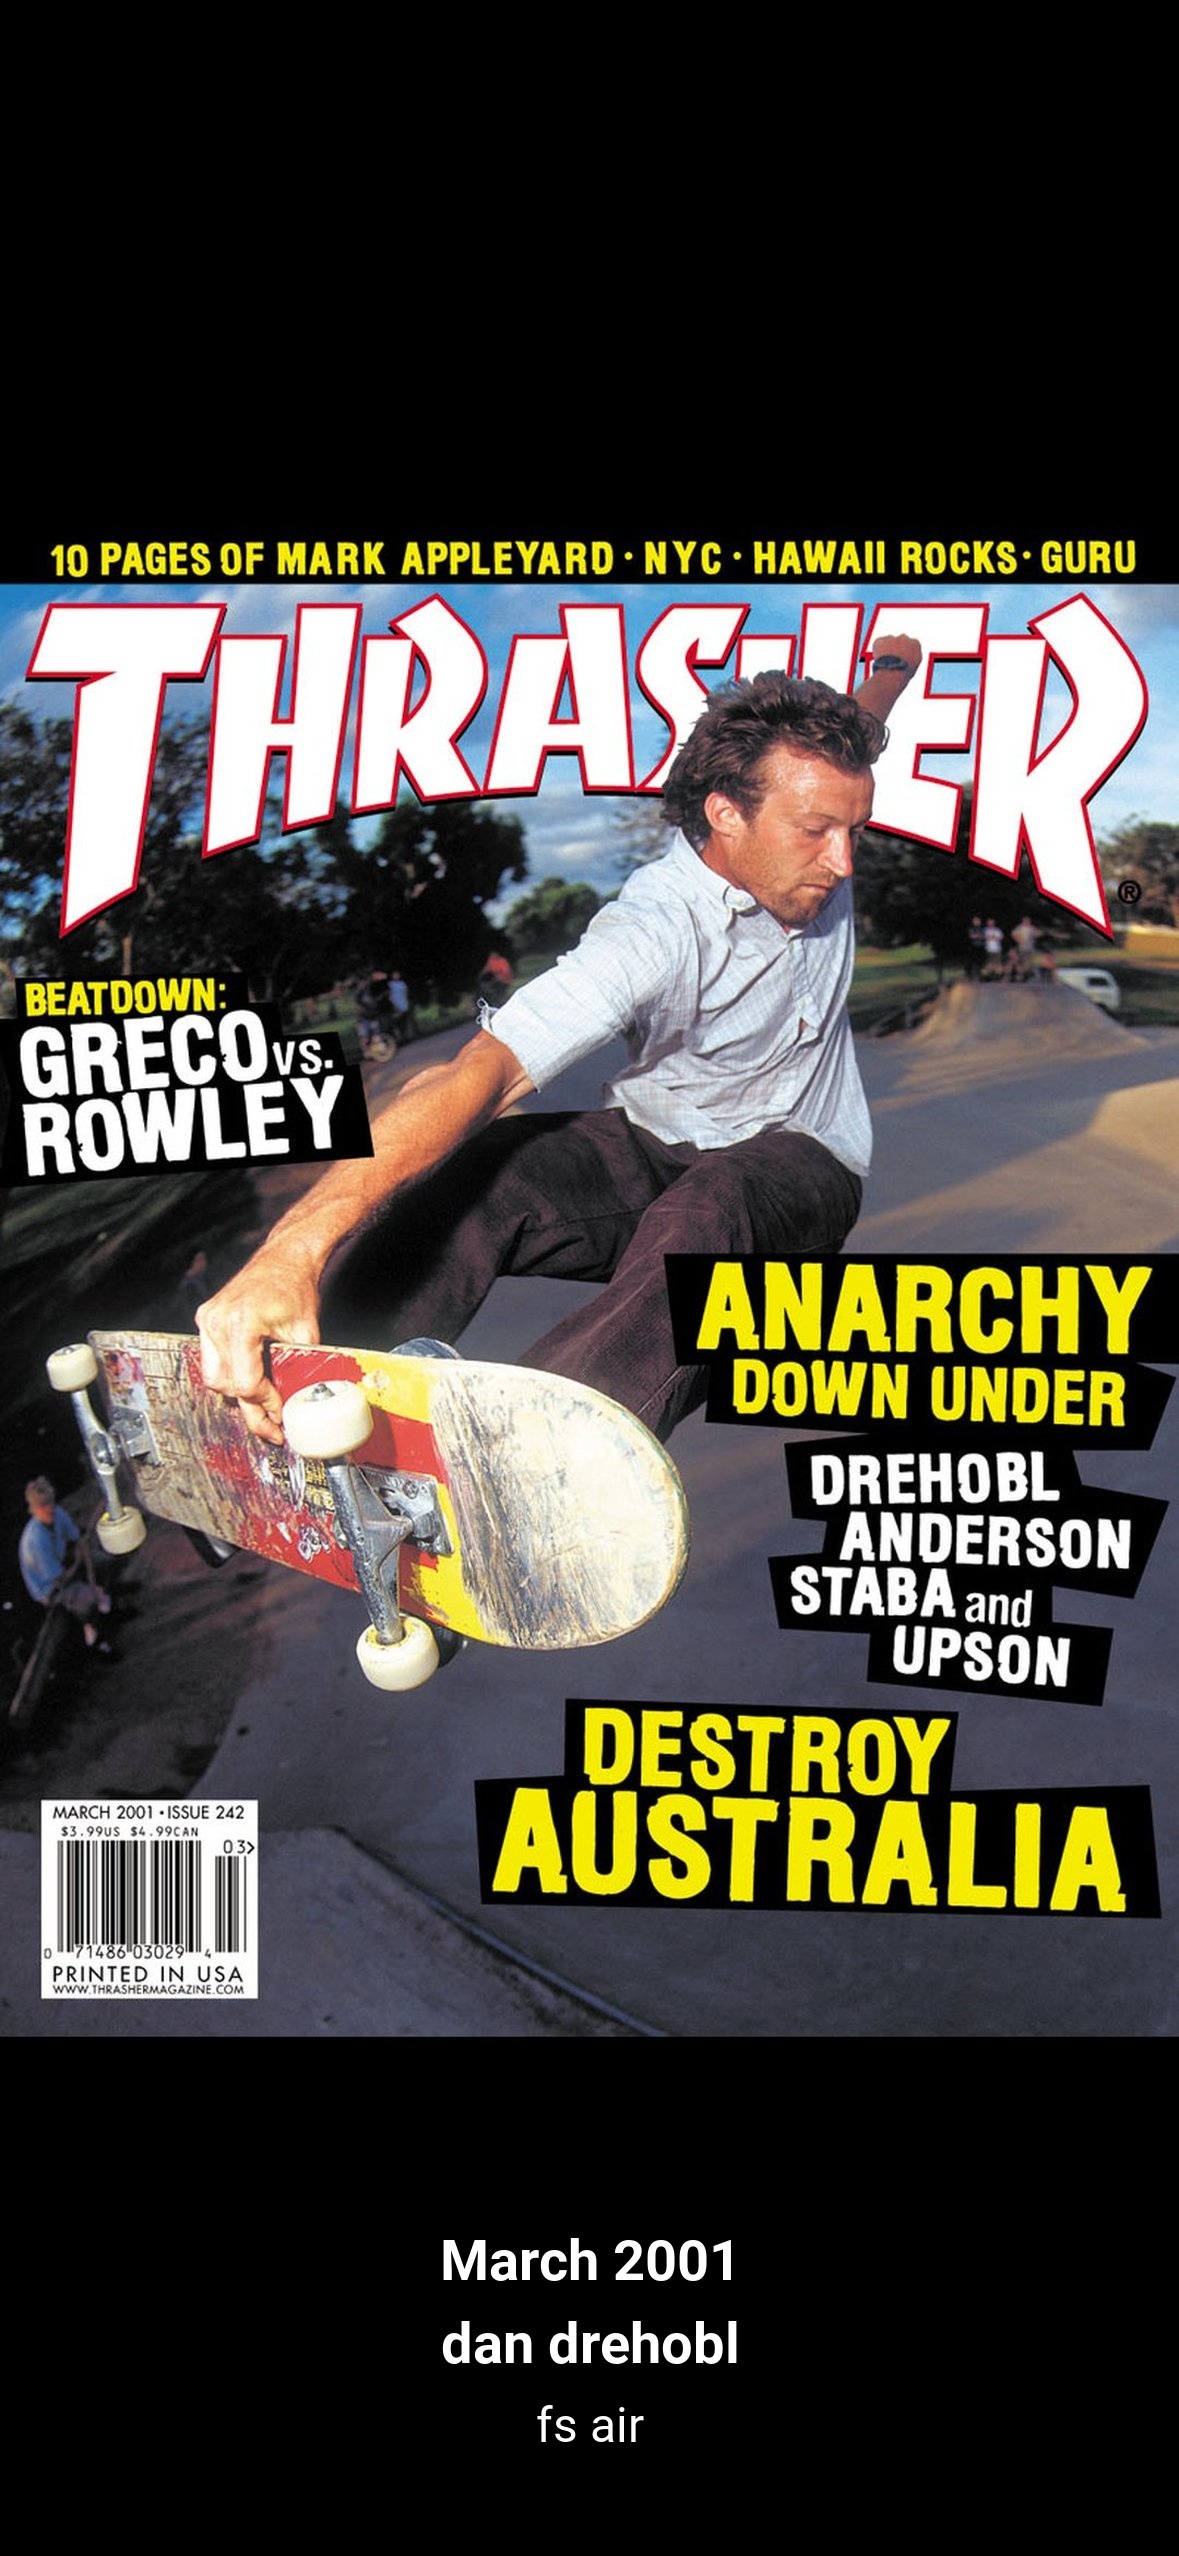 10 PAGES OF MARK APPLEYARD · NYC · HAWAII ROCKS · GURU
THRASHER
®
BEATDOWN:
GRECO vs.
ROWLEY
ANARCHY
DOWN UNDER
DREHOBL
ANDERSON
STABA and
UPSON
DESTROY
AUSTRALIA
MARCH 2001 • ISSUE 242
$3.99US $4.99CAN
03>
0 71486 03029 4
PRINTED IN USA
WWW.THRASHERMAGAZINE.COM
March 2001
dan drehobl
fs air